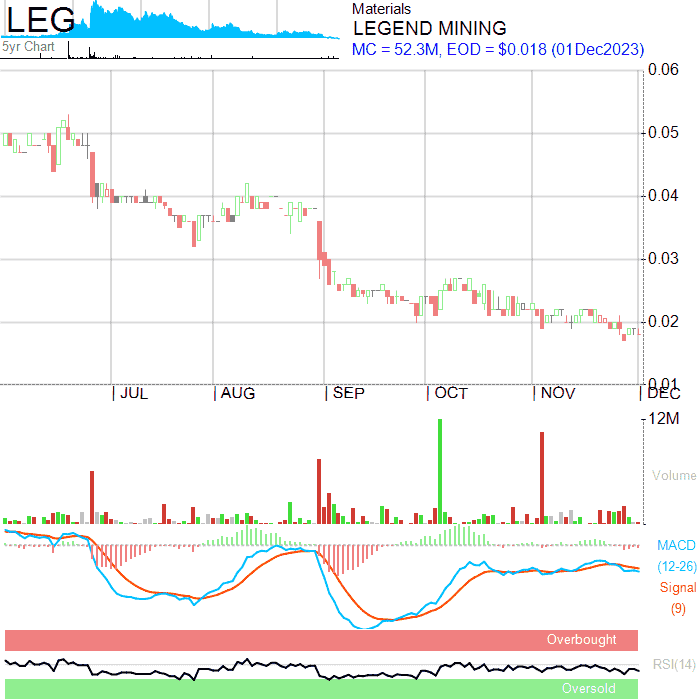 LEG
5yr Chart
Materials
LEGEND MINING
MC = 52.3M, EOD = $0.018 (01Dec2023)
0.06
0.05
0.04
0.03
0.02
0.01
JUL
AUG
SEP
OCT
NOV
DEC
12M
Volume
MACD
(12-26)
Signal
(9)
Overbought
RSI(14)
Oversold